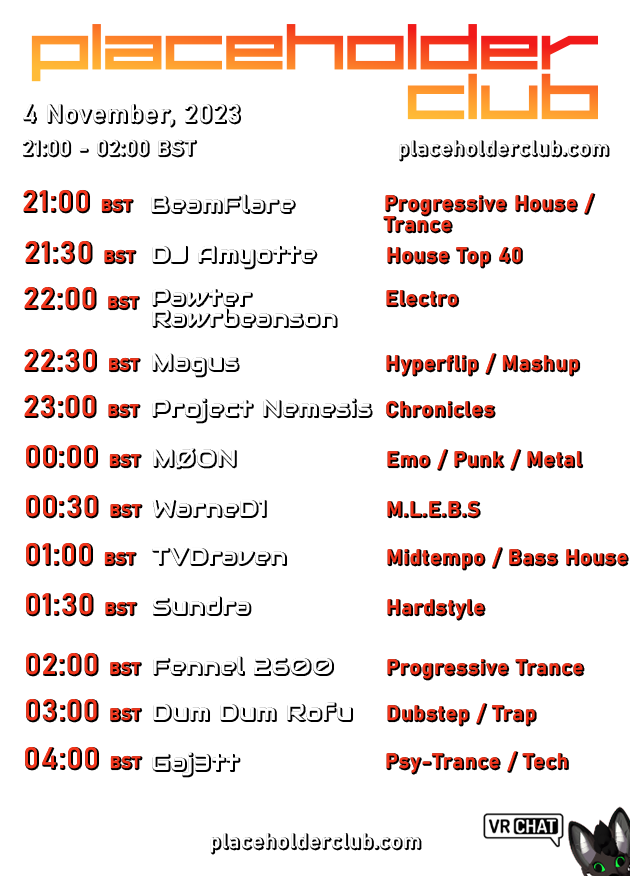 placeholder
club
4 November, 2023
21:00 - 02:00 BST
placeholderclub.com
21:00 BST BeamFlare Progressive House /
Trance
21:30 BST DJ Amyotte House Top 40
22:00 BST Pawter Electro
Rawrbeanson
22:30 BST Magus Hyperflip / Mashup
23:00 BST Project Nemesis Chronicles
00:00 BST MØON Emo / Punk / Metal
00:30 BST WarneD1 M.L.E.B.S
01:00 BST TVDraven Midtempo / Bass House
01:30 BST Sundra Hardstyle
02:00 BST Fennel 2600 Progressive Trance
03:00 BST Dum Dum Rofu Dubstep / Trap
04:00 BST Gaj3tt Psy-Trance / Tech
VRCHAT
placeholderclub.com